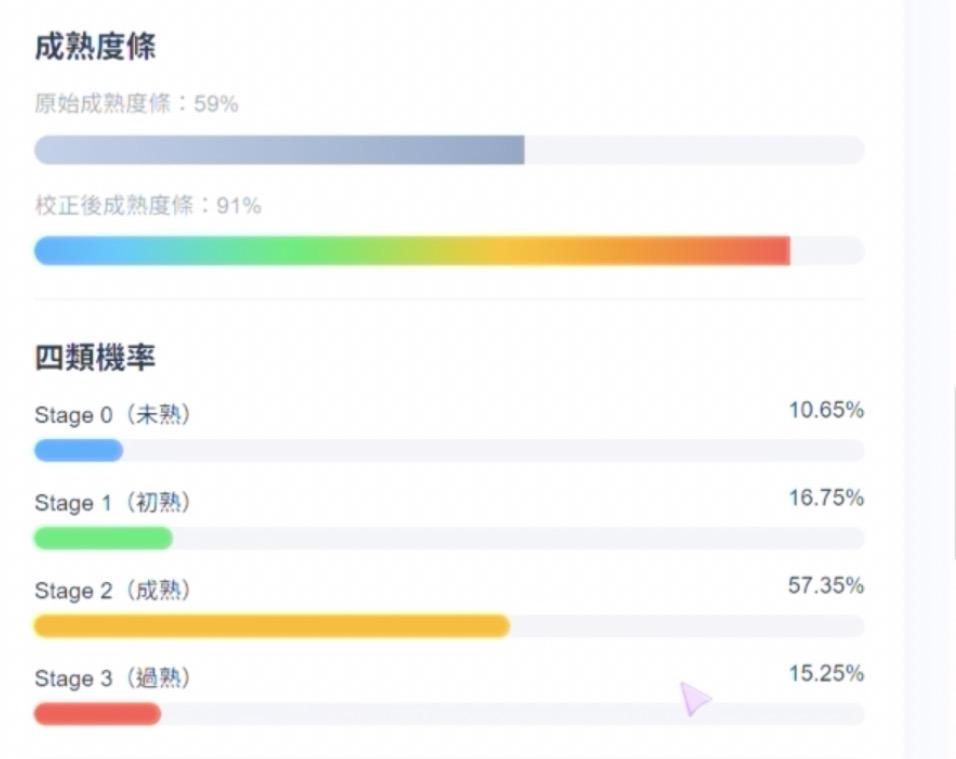 成熟度條
原始成熟度條：59%
校正後成熟度條：91%
四類機率
Stage 0（未熟） 10.65%
Stage 1（初熟） 16.75%
Stage 2（成熟） 57.35%
Stage 3（過熟） 15.25%